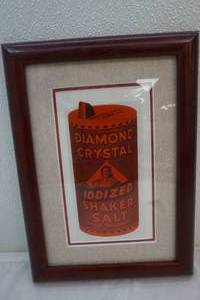 DIAMOND
CRYSTAL
IODIZED
SHAKER
SALT